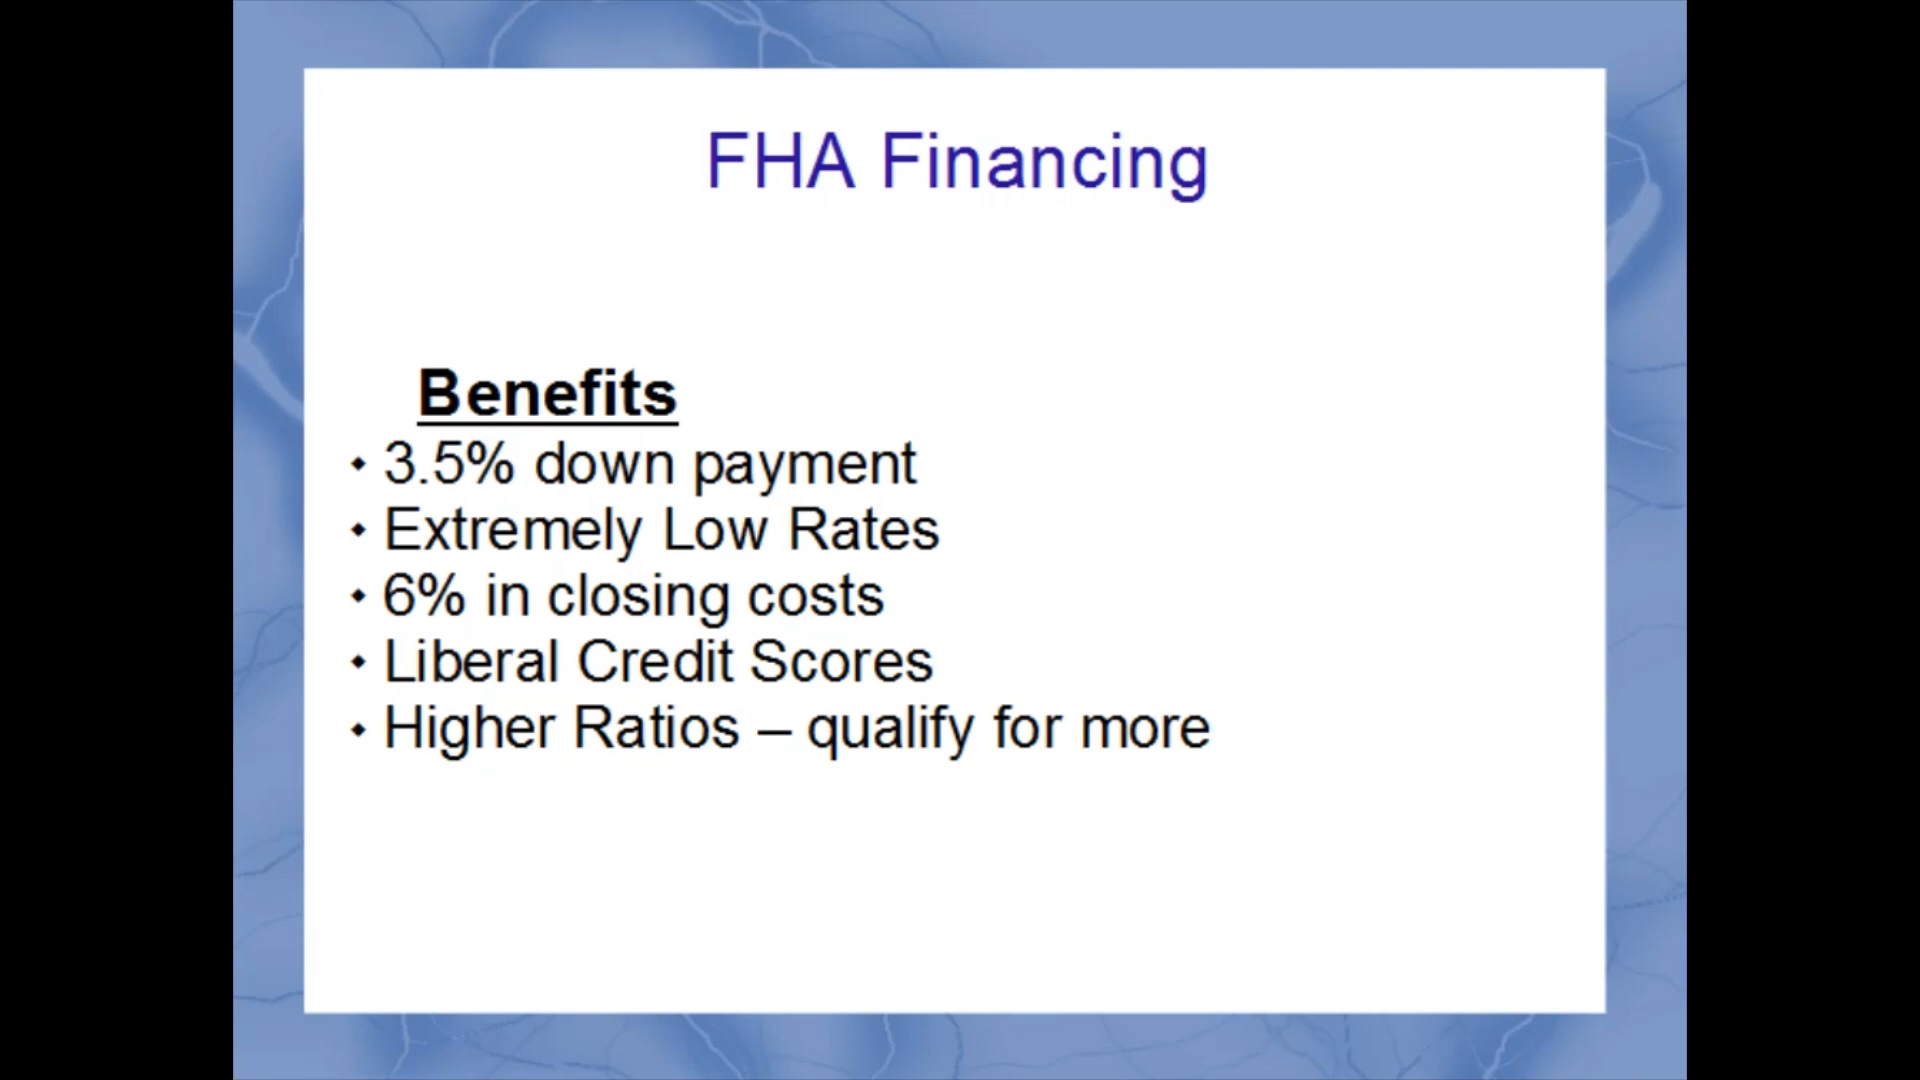 FHA Financing
Benefits
• 3.5% down payment
• Extremely Low Rates
• 6% in closing costs
• Liberal Credit Scores
• Higher Ratios – qualify for more